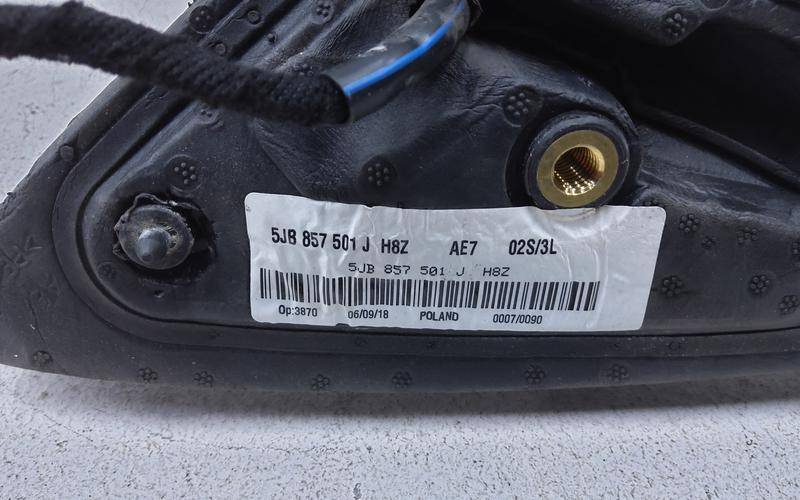 5JB 857 501 J H8Z AE7 02S/3L
5JB 857 501 J H8Z
Op:3870 06/09/18 POLAND 0007/0090